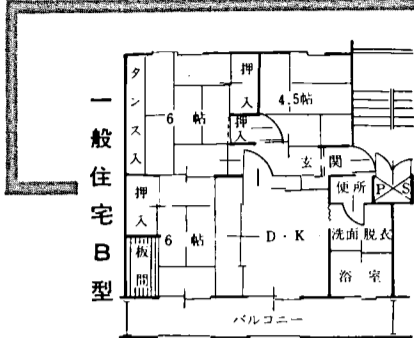 一般住宅B型
タンス入
押入
6 帖
押入
4.5帖
玄関
押入
6 帖
板間
D・K
便所
PS
洗面 脱衣
浴室
バルコニー